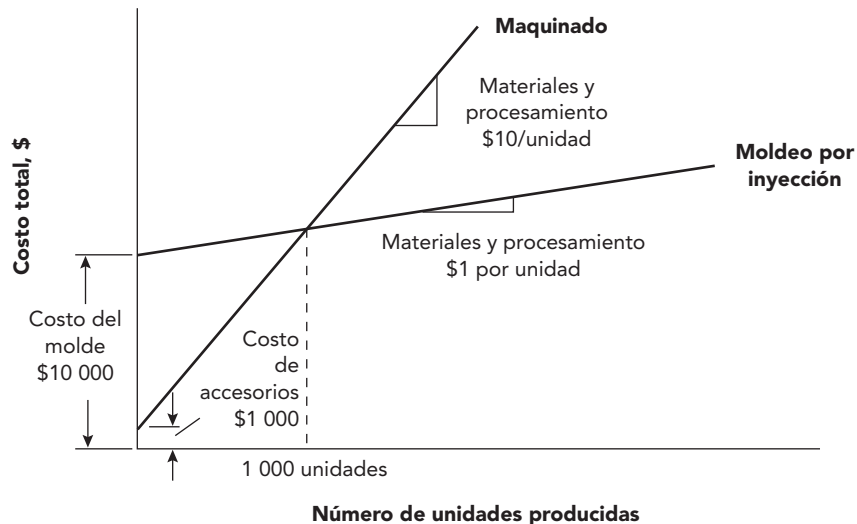 Maquinado
Materiales y
procesamiento
$10/unidad
Moldeo por
inyección
Costo total, $
Materiales y procesamiento
$1 por unidad
Costo del
molde
$10 000
Costo
de
accesorios
$1 000
1 000 unidades
Número de unidades producidas